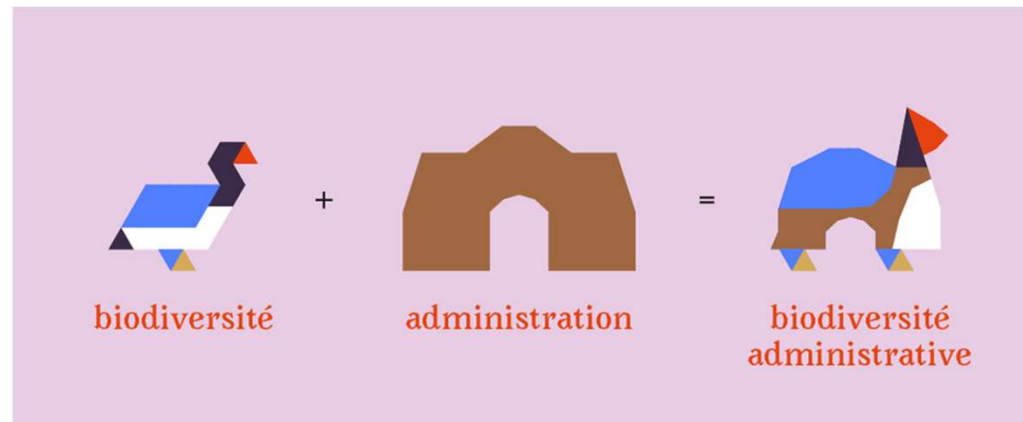 +
=
biodiversité
administration
biodiversité
administrative